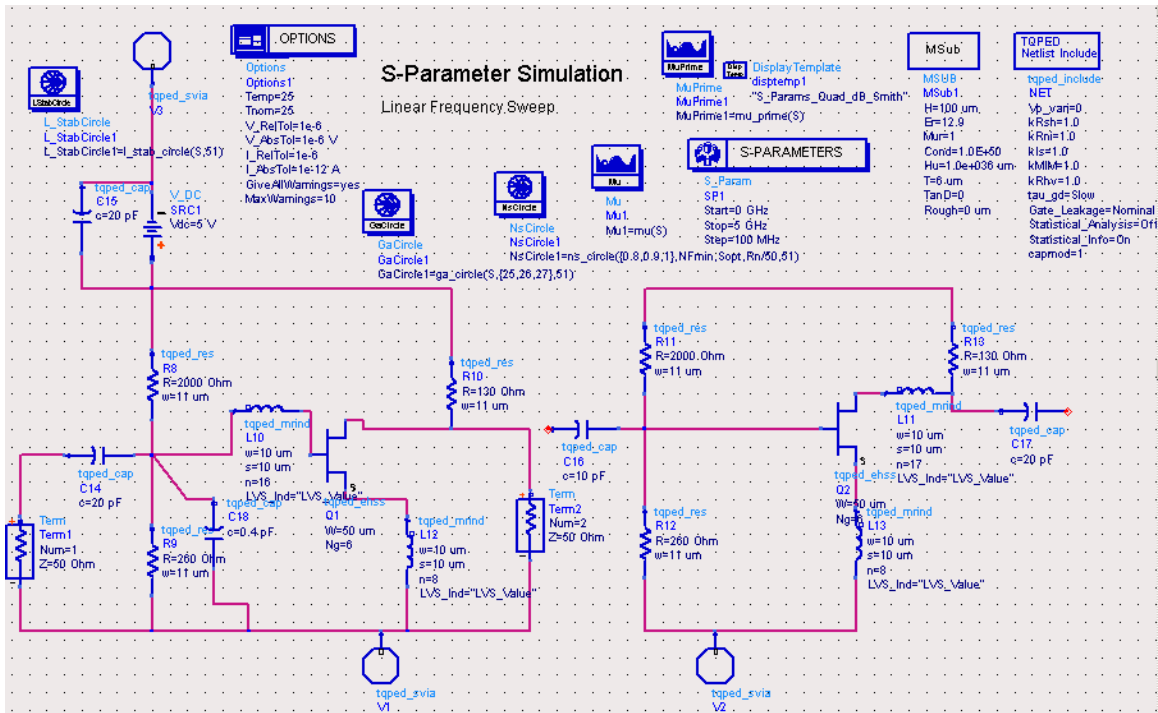 OPTIONS
Options
Options1
Temp=25
Tnom=25
V_RelTol=1e-6
V_AbsTol=1e-6 V
I_RelTol=1e-6
I_AbsTol=1e-12 A
GiveAllWarnings=yes
MaxWarnings=10
S-Parameter Simulation
Linear Frequency Sweep
MuPrime
MuPrime
MuPrime1
MuPrime1=mu_prime(S)
Disp Temp
DisplayTemplate
disptemp1
"S_Params_Quad_dB_Smith"
S-PARAMETERS
S_Param
SP1
Start=0 GHz
Stop=5 GHz
Step=100 MHz
Mu
Mu
Mu1
Mu1=mu(S)
MSub
MSUB
MSub1
H=100 um
Er=12.9
Mur=1
Cond=1.0E+50
Hu=1.0e+036 um
T=6 um
TanD=0
Rough=0 um
TQPED
Netlist Include
tqped_include
NET
Vp_vari=0
kRsh=1.0
kRni=1.0
kIs=1.0
kMIM=1.0
kRhv=1.0
tau_gd=Slow
Gate_Leakage=Nominal
Statistical_Analysis=Off
Statistical_Info=On
capmod=1
LStabCircle
L_StabCircle
L_StabCircle1
L_StabCircle1=l_stab_circle(S,51)
tqped_svia
V3
GaCircle
GaCircle
GaCircle1
GaCircle1=ga_circle(S,{25,26,27},51)
NsCircle
NsCircle
NsCircle1
NsCircle1=ns_circle({0.8,0.9,1},NFmin,Sopt,Rn/50,51)
tqped_cap
C15
c=20 pF
V_DC
SRC1
Vdc=5 V
tqped_res
R8
R=2000 Ohm
w=11 um
tqped_res
R10
R=130 Ohm
w=11 um
tqped_mrind
L10
w=10 um
s=10 um
n=16
LVS_Ind="LVS_Value"
tqped_cap
C14
c=20 pF
tqped_cap
C18
c=0.4 pF
tqped_ehss
Q1
W=50 um
Ng=6
S
Term
Term1
Num=1
Z=50 Ohm
tqped_res
R9
R=260 Ohm
w=11 um
tqped_mrind
L12
w=10 um
s=10 um
n=8
LVS_Ind="LVS_Value"
Term
Term2
Num=2
Z=50 Ohm
tqped_svia
V1
tqped_res
R11
R=2000 Ohm
w=11 um
tqped_res
R13
R=130 Ohm
w=11 um
tqped_mrind
L11
w=10 um
s=10 um
n=17
LVS_Ind="LVS_Value"
tqped_cap
C17
c=20 pF
tqped_cap
C16
c=10 pF
tqped_ehss
Q2
W=50 um
S
tqped_res
R12
R=260 Ohm
w=11 um
tqped_mrind
L13
w=10 um
s=10 um
n=8
LVS_Ind="LVS_Value"
tqped_svia
V2